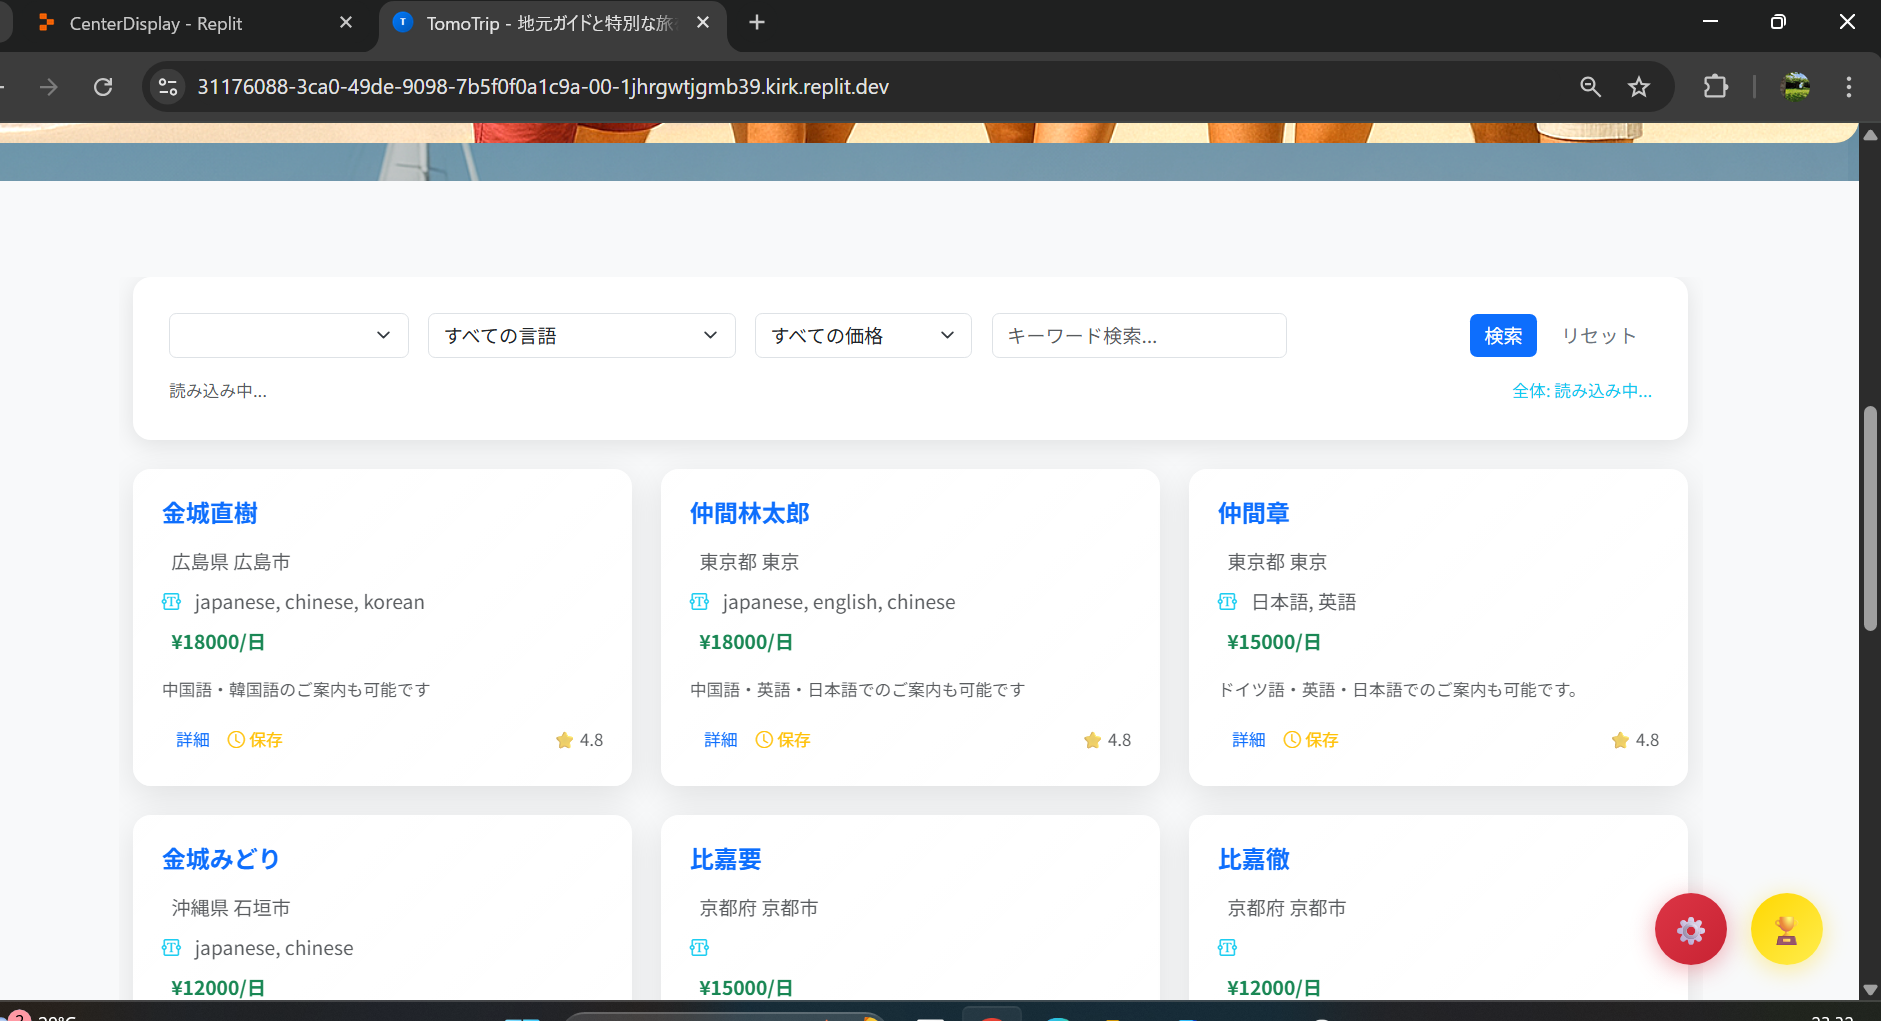 CenterDisplay - Replit
TomoTrip - 地元ガイドと特別な旅
31176088-3ca0-49de-9098-7b5f0f0a1c9a-00-1jhrgwtjgmb39.kirk.replit.dev
すべての言語 すべての価格 キーワード検索... 検索 リセット
読み込み中... 全体: 読み込み中...
金城直樹
広島県 広島市
japanese, chinese, korean
¥18000/日
中国語・韓国語のご案内も可能です
詳細 保存 4.8
仲間林太郎
東京都 東京
japanese, english, chinese
¥18000/日
中国語・英語・日本語でのご案内も可能です
詳細 保存 4.8
仲間章
東京都 東京
日本語, 英語
¥15000/日
ドイツ語・英語・日本語でのご案内も可能です。
詳細 保存 4.8
金城みどり
沖縄県 石垣市
japanese, chinese
¥12000/日
比嘉要
京都府 京都市
¥15000/日
比嘉徹
京都府 京都市
¥12000/日